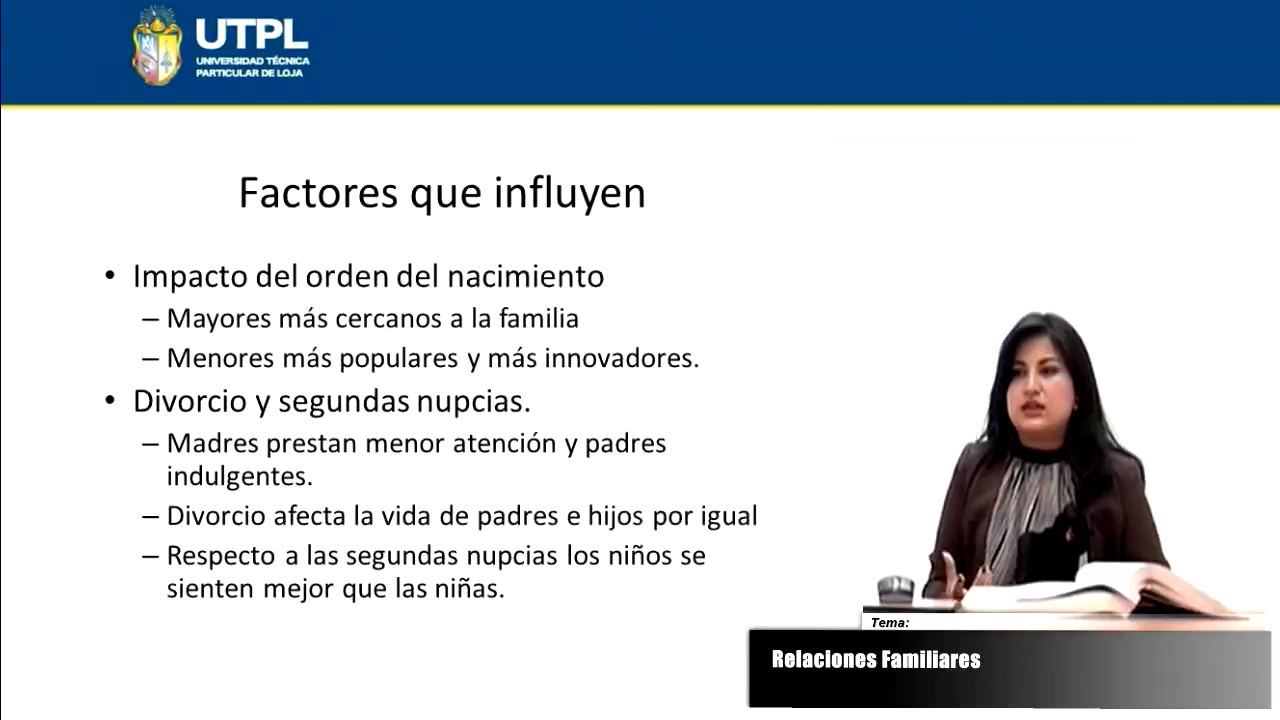 UTPL
UNIVERSIDAD TÉCNICA
PARTICULAR DE LOJA
Factores que influyen
• Impacto del orden del nacimiento
– Mayores más cercanos a la familia
– Menores más populares y más innovadores.
• Divorcio y segundas nupcias.
– Madres prestan menor atención y padres
indulgentes.
– Divorcio afecta la vida de padres e hijos por igual
– Respecto a las segundas nupcias los niños se
sienten mejor que las niñas.
Tema:
Relaciones Familiares